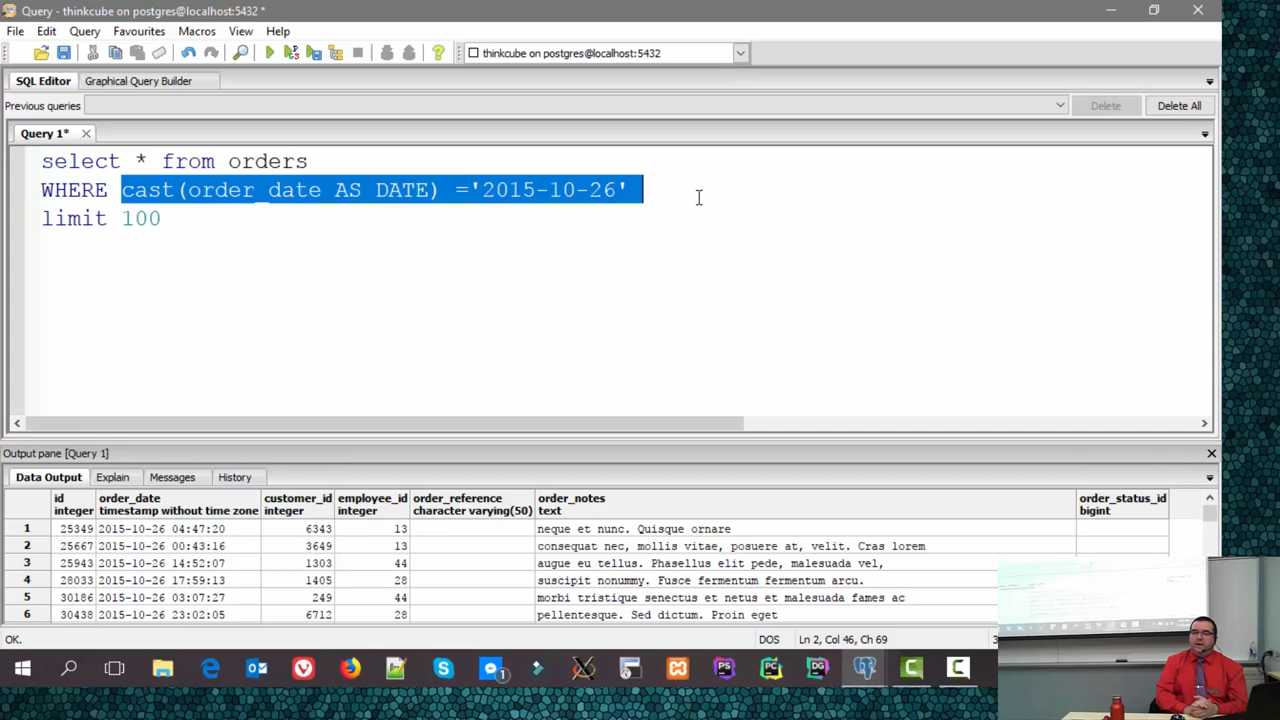 Query - thinkcube on postgres@localhost:5432 *
File Edit Query Favourites Macros View Help
thinkcube on postgres@localhost:5432
SQL Editor Graphical Query Builder
Previous queries Delete Delete All
Query 1*
select * from orders
WHERE cast(order_date AS DATE) ='2015-10-26'
limit 100
Output pane [Query 1]
Data Output Explain Messages History
id order_date customer_id employee_id order_reference order_notes order_status_id
integer timestamp without time zone integer integer character varying(50) text bigint
1 25349 2015-10-26 04:47:20 6343 13 neque et nunc. Quisque ornare
2 25667 2015-10-26 00:43:16 3649 13 consequat nec, mollis vitae, posuere at, velit. Cras lorem
3 25943 2015-10-26 14:52:07 1303 44 augue eu tellus. Phasellus elit pede, malesuada vel,
4 28033 2015-10-26 17:59:13 1405 28 suscipit nonummy. Fusce fermentum fermentum arcu.
5 30186 2015-10-26 03:07:27 249 44 morbi tristique senectus et netus et malesuada fames ac
6 30438 2015-10-26 23:02:05 6712 28 pellentesque. Sed dictum. Proin eget
OK. DOS Ln 2, Col 46, Ch 69
1 PS PC DG